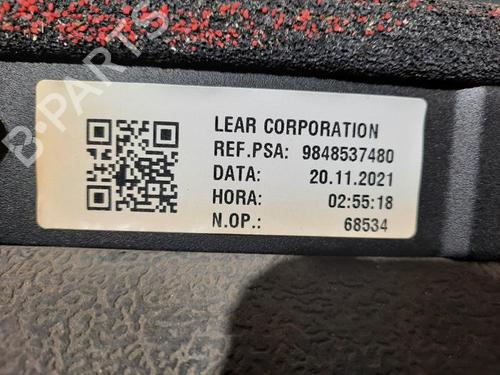 B-PARTS
LEAR CORPORATION
REF.PSA: 9848537480
DATA: 20.11.2021
HORA: 02:55:18
N.OP.: 68534